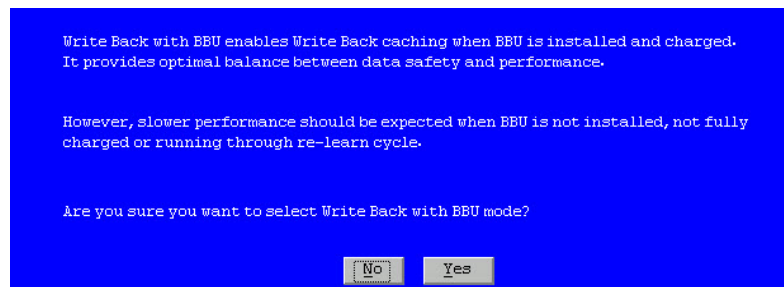 Write Back with BBU enables Write Back caching when BBU is installed and charged.
It provides optimal balance between data safety and performance.
However, slower performance should be expected when BBU is not installed, not fully
charged or running through re-learn cycle.
Are you sure you want to select Write Back with BBU mode?
No Yes